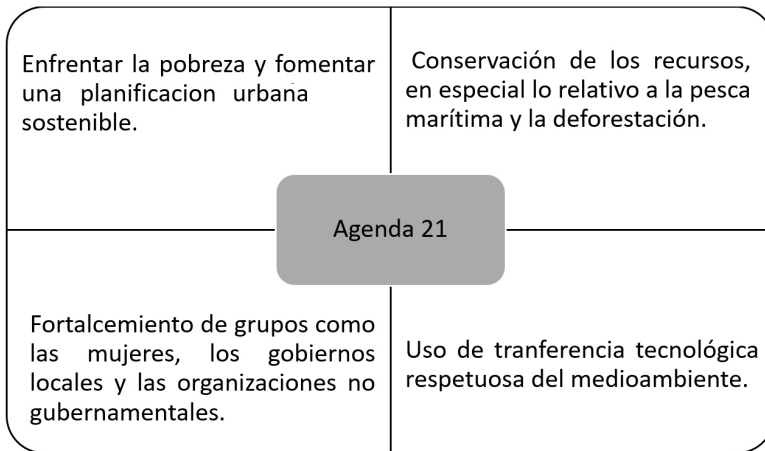 Enfrentar la pobreza y fomentar
una planificacion urbana
sostenible.
Conservación de los recursos,
en especial lo relativo a la pesca
marítima y la deforestación.
Agenda 21
Fortalcemiento de grupos como
las mujeres, los gobiernos
locales y las organizaciones no
gubernamentales.
Uso de tranferencia tecnológica
respetuosa del medioambiente.